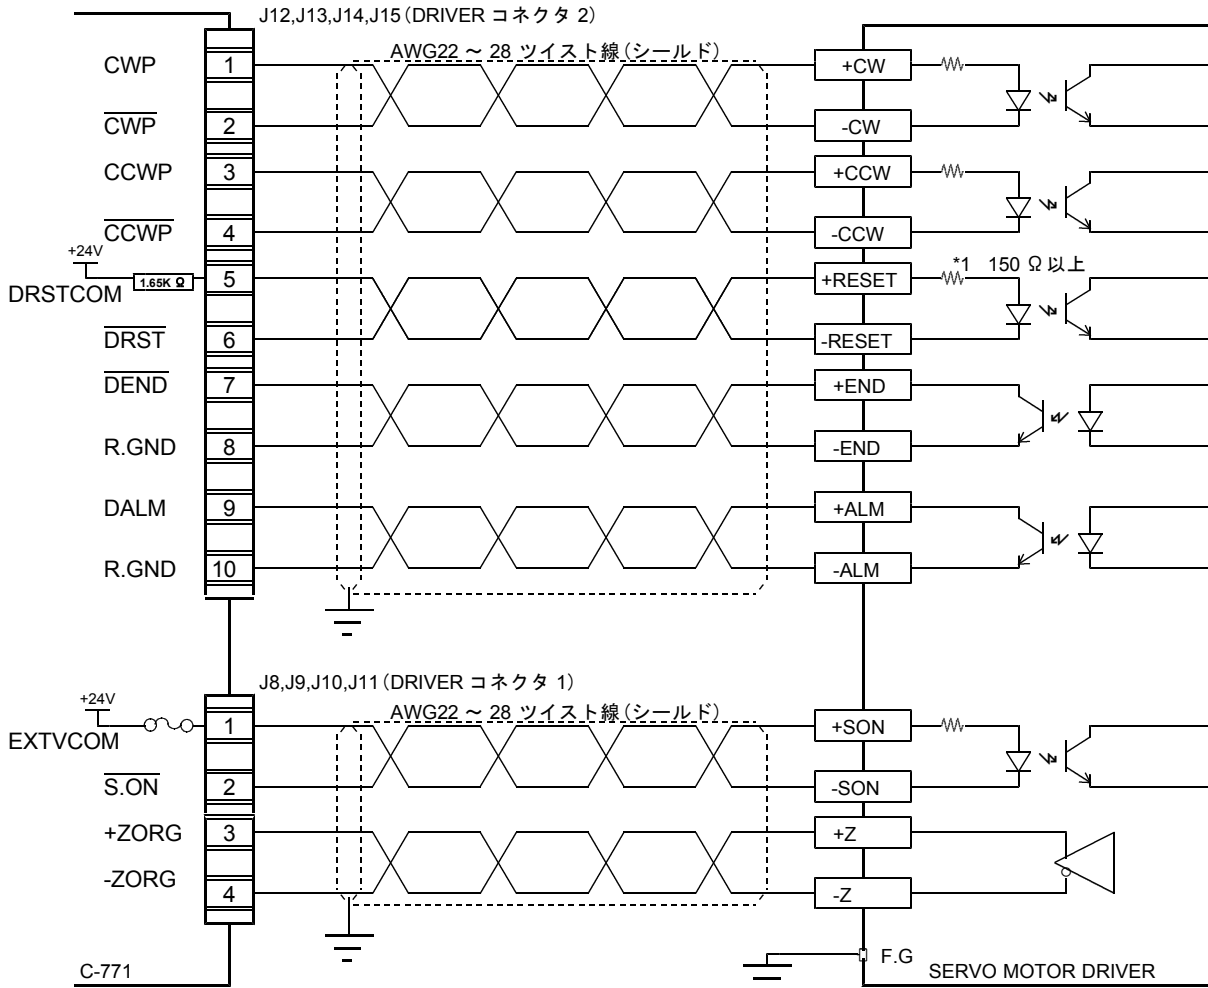 J12,J13,J14,J15(DRIVER コネクタ 2)
AWG22 ～ 28 ツイスト線(シールド)
CWP 1 +CW
CWP 2 -CW
CCWP 3 +CCW
CCWP 4 -CCW
+24V
DRSTCOM 1.65K Ω 5 +RESET *1 150 Ω 以上
DRST 6 -RESET
DEND 7 +END
R.GND 8 -END
DALM 9 +ALM
R.GND 10 -ALM
J8,J9,J10,J11(DRIVER コネクタ 1)
AWG22 ～ 28 ツイスト線(シールド)
+24V
EXTVCOM 1 +SON
S.ON 2 -SON
+ZORG 3 +Z
-ZORG 4 -Z
F.G
C-771
SERVO MOTOR DRIVER